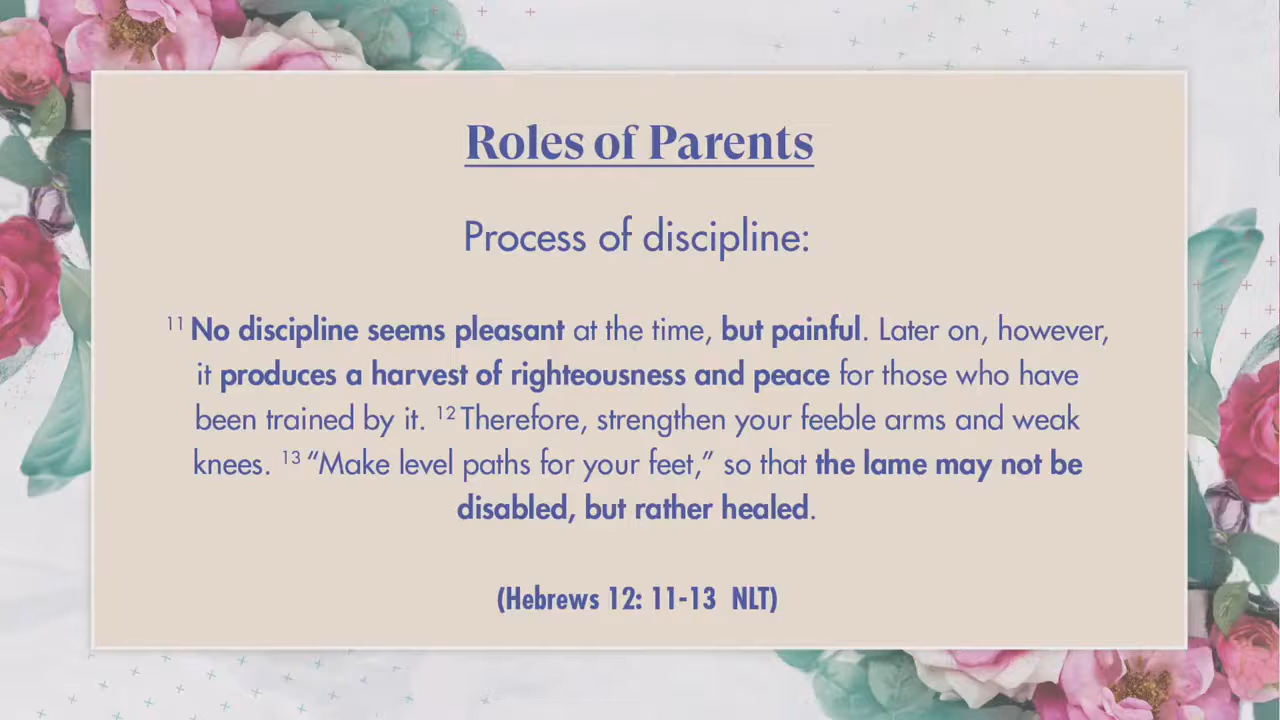 Roles of Parents
Process of discipline:
11 No discipline seems pleasant at the time, but painful. Later on, however,
it produces a harvest of righteousness and peace for those who have
been trained by it. 12 Therefore, strengthen your feeble arms and weak
knees. 13 “Make level paths for your feet,” so that the lame may not be
disabled, but rather healed.
(Hebrews 12: 11-13 NLT)